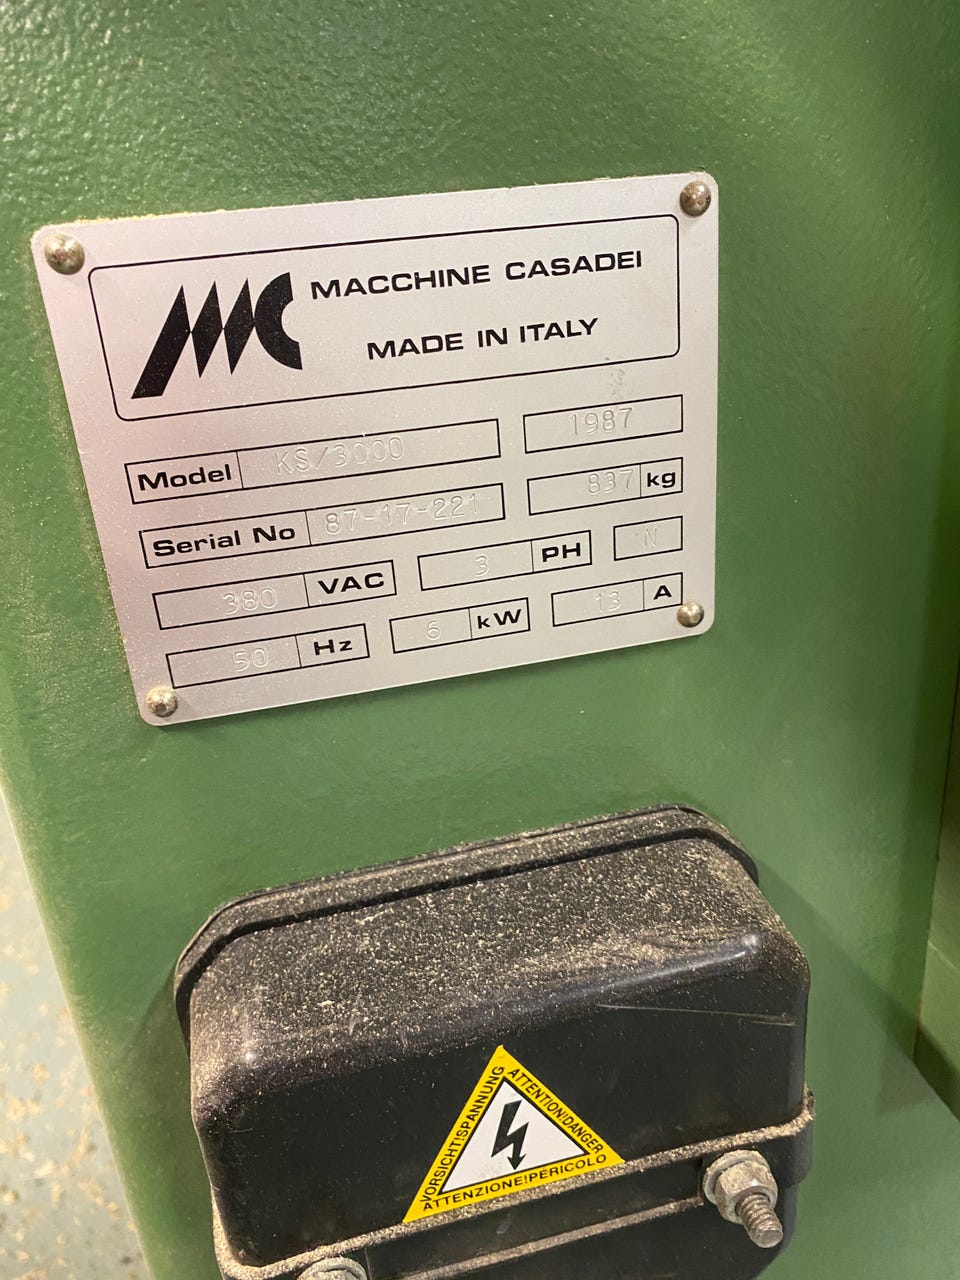 MC
MACCHINE CASADEI
MADE IN ITALY
Model KS/3000 1987
Serial No 87-17-221 837 kg
380 VAC 3 PH N
50 Hz 6 kW 13 A
VORSICHT!SPANNUNG
ATTENTION!DANGER
ATTENZIONE!PERICOLO